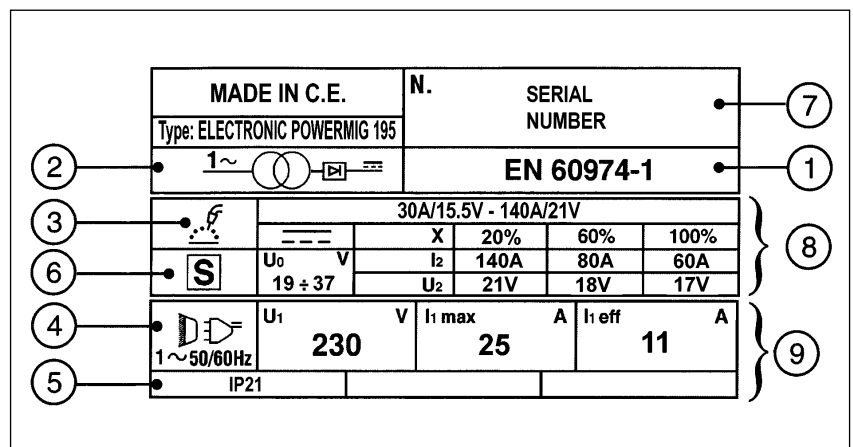 MADE IN C.E.
Type: ELECTRONIC POWERMIG 195
N. SERIAL NUMBER
7
2
1~
EN 60974-1
1
3
30A/15.5V - 140A/21V
X 20% 60% 100%
8
6
S
U0 V
19 ÷ 37
I2 140A 80A 60A
U2 21V 18V 17V
4
1~50/60Hz
U1 V
230
I1 max A
25
I1 eff A
11
9
5
IP21